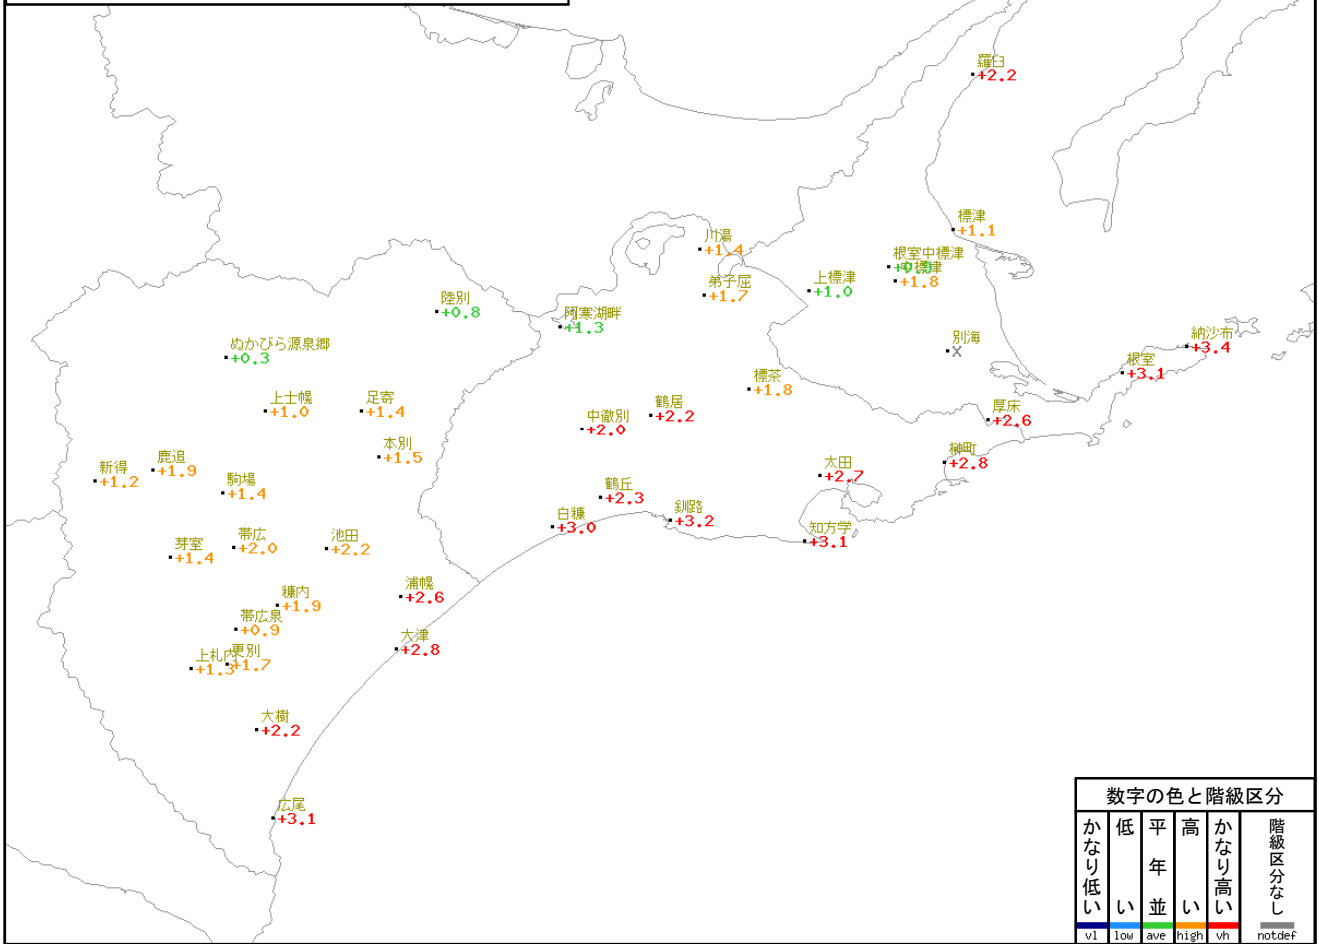 羅臼
+2.2
標津
+1.1
川湯
+1.4
根室中標津
中標津
+1.8
弟子屈
+1.7
上標津
+1.0
陸別
+0.8
阿寒湖畔
+1.3
ぬかびら源泉郷
+0.3
別海
X
納沙布
+3.4
根室
+3.1
標茶
+1.8
上士幌
+1.0
足寄
+1.4
鶴居
+2.2
中徹別
+2.0
厚床
+2.6
本別
+1.5
榊町
+2.8
鹿追
+1.9
新得
+1.2
太田
+2.7
駒場
+1.4
鶴丘
+2.3
釧路
+3.2
白糠
+3.0
知方学
+3.1
帯広
+2.0
池田
+2.2
芽室
+1.4
浦幌
+2.6
糠内
+1.9
帯広泉
+0.9
大津
+2.8
更別
+1.7
上札内
+1.3
大樹
+2.2
広尾
+3.1
数字の色と階級区分
かなり低い
低い
平年並
高い
かなり高い
階級区分なし
vl
low
ave
high
vh
notdef